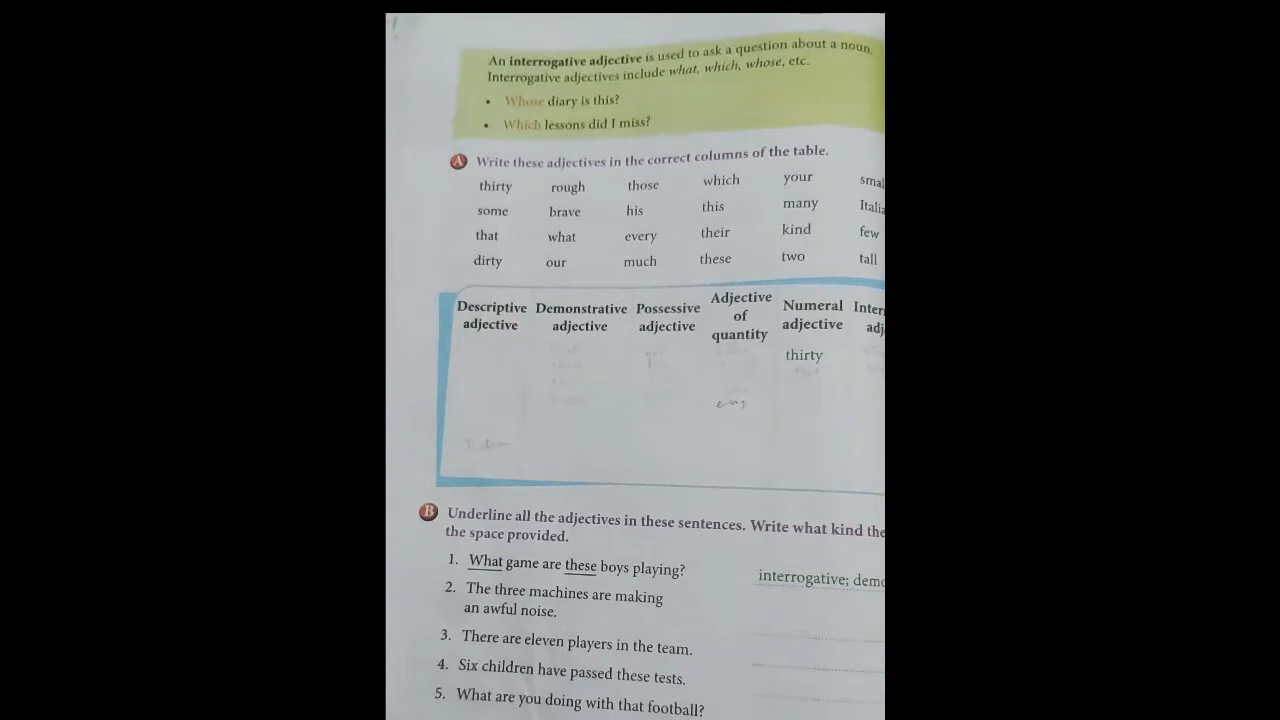 An interrogative adjective is used to ask a question about a noun.
Interrogative adjectives include what, which, whose, etc.
• Whose diary is this?
• Which lessons did I miss?
A Write these adjectives in the correct columns of the table.
thirty rough those which your smal
some brave his this many Italia
that what every their kind few
dirty our much these two tall
Descriptive adjective Demonstrative adjective Possessive adjective Adjective of quantity Numeral adjective Inter adj
thirty
B Underline all the adjectives in these sentences. Write what kind the
the space provided.
1. What game are these boys playing? interrogative; demo
2. The three machines are making
an awful noise.
3. There are eleven players in the team.
4. Six children have passed these tests.
5. What are you doing with that football?